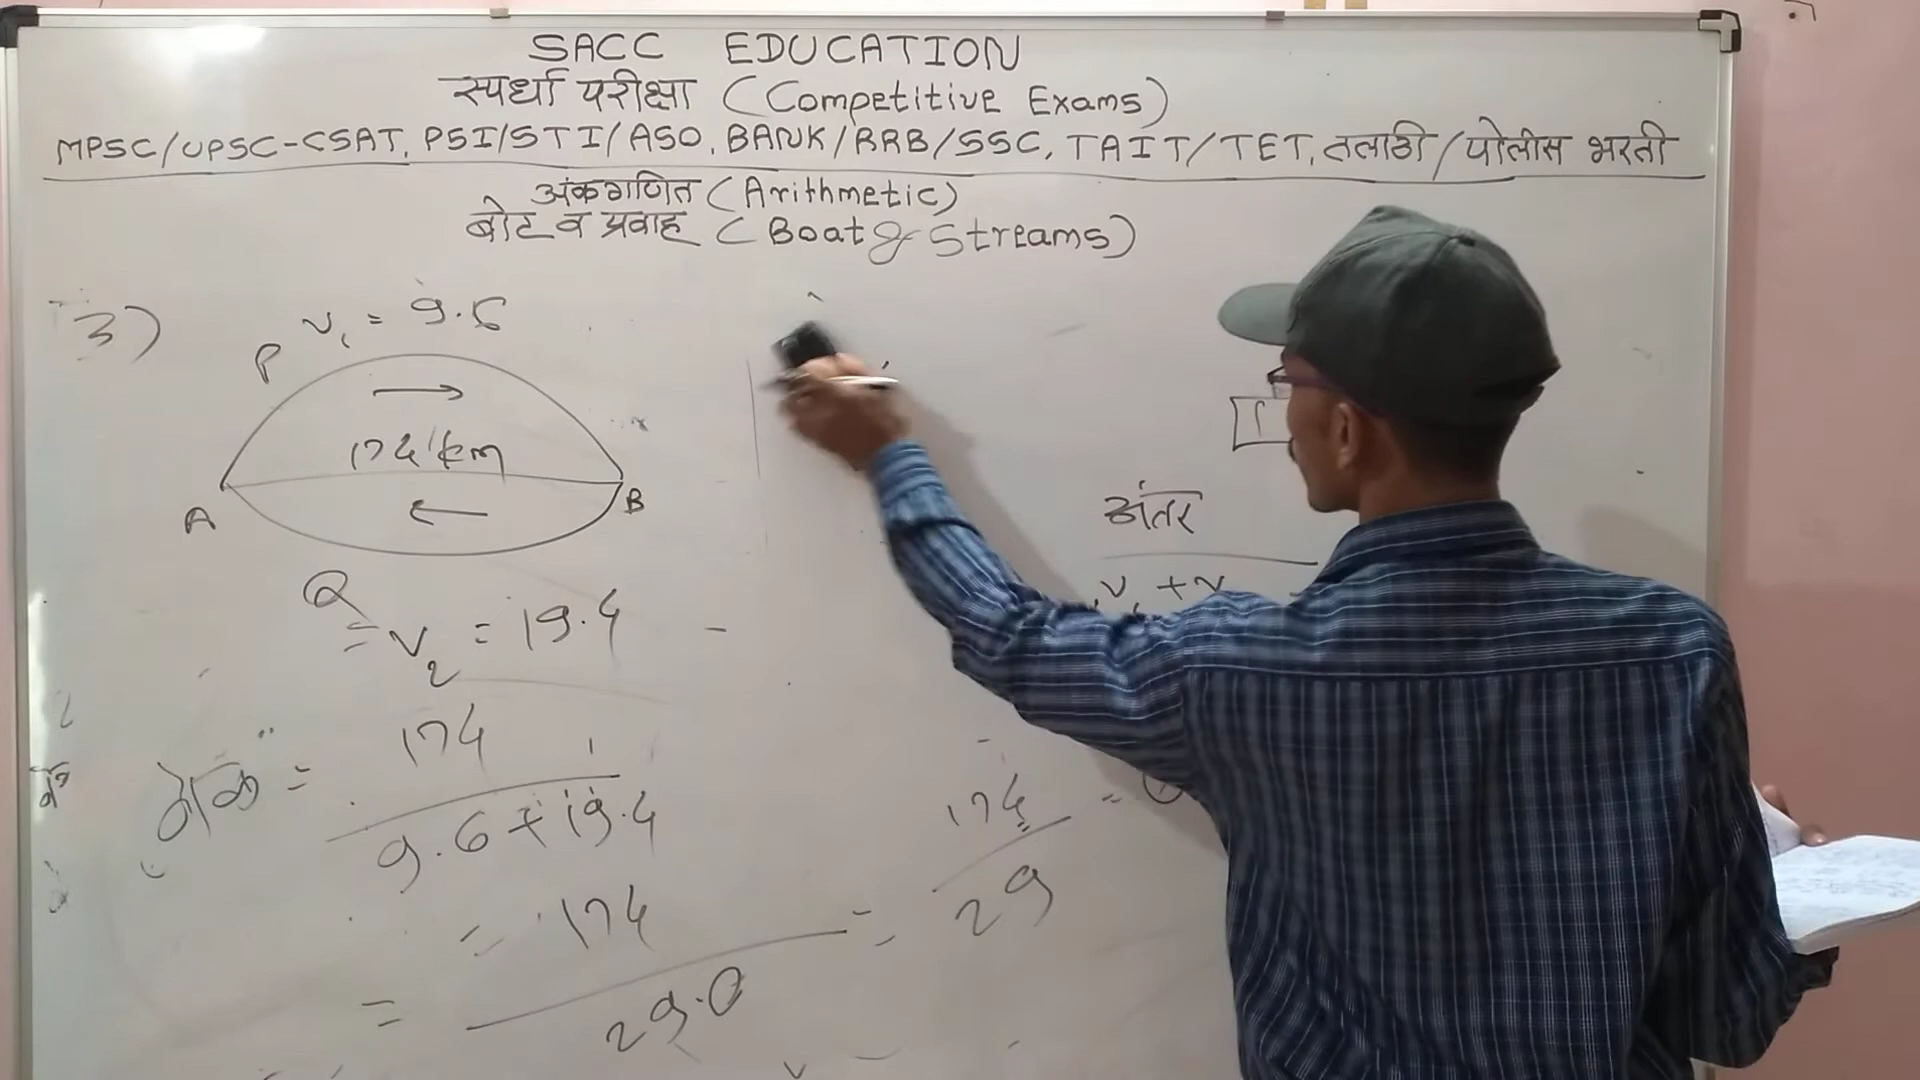 SACC EDUCATION
स्पर्धा परीक्षा (Competitive Exams)
MPSC/UPSC-CSAT, PSI/STI/ASO, BANK/RRB/SSC, TAIT/TET, तलाठी/पोलीस भरती
अंकगणित (Arithmetic)
बोट व प्रवाह (Boat & Streams)
3)
P V₁ = 9.6
174 km
A
B
Q
= V₂ = 19.4
अंतर
V₁ + V
174
9.6 + 19.4
= 174
29.0
= 174
29
=